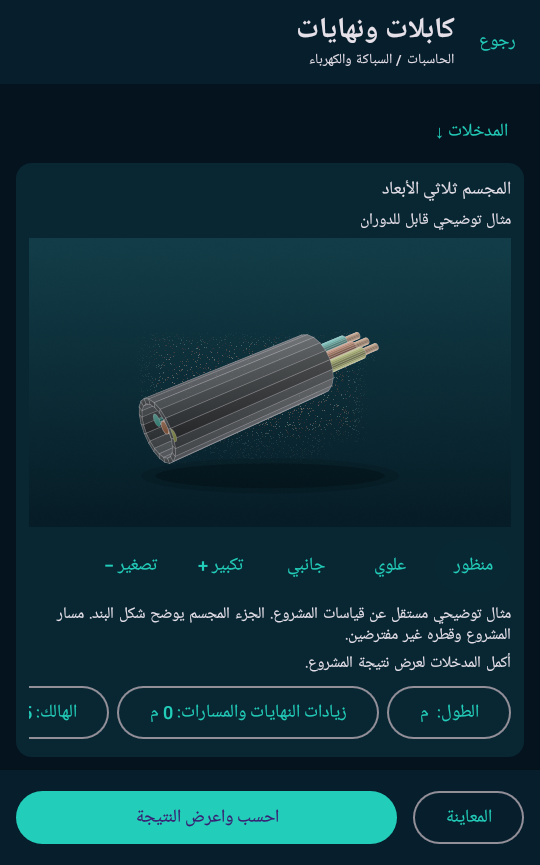 رجوع
كابلات ونهايات
الحاسبات / السباكة والكهرباء
المدخلات ↓
المجسم ثلاثي الأبعاد
مثال توضيحي قابل للدوران
منظور
علوي
جانبي
تكبير +
تصغير −
مثال توضيحي مستقل عن قياسات المشروع. الجزء المجسم يوضح شكل البند. مسار
المشروع وقطره غير مفترضين.
أكمل المدخلات لعرض نتيجة المشروع.
الطول: م
زيادات النهايات والمسارات: 0 م
الهالك:
المعاينة
احسب واعرض النتيجة